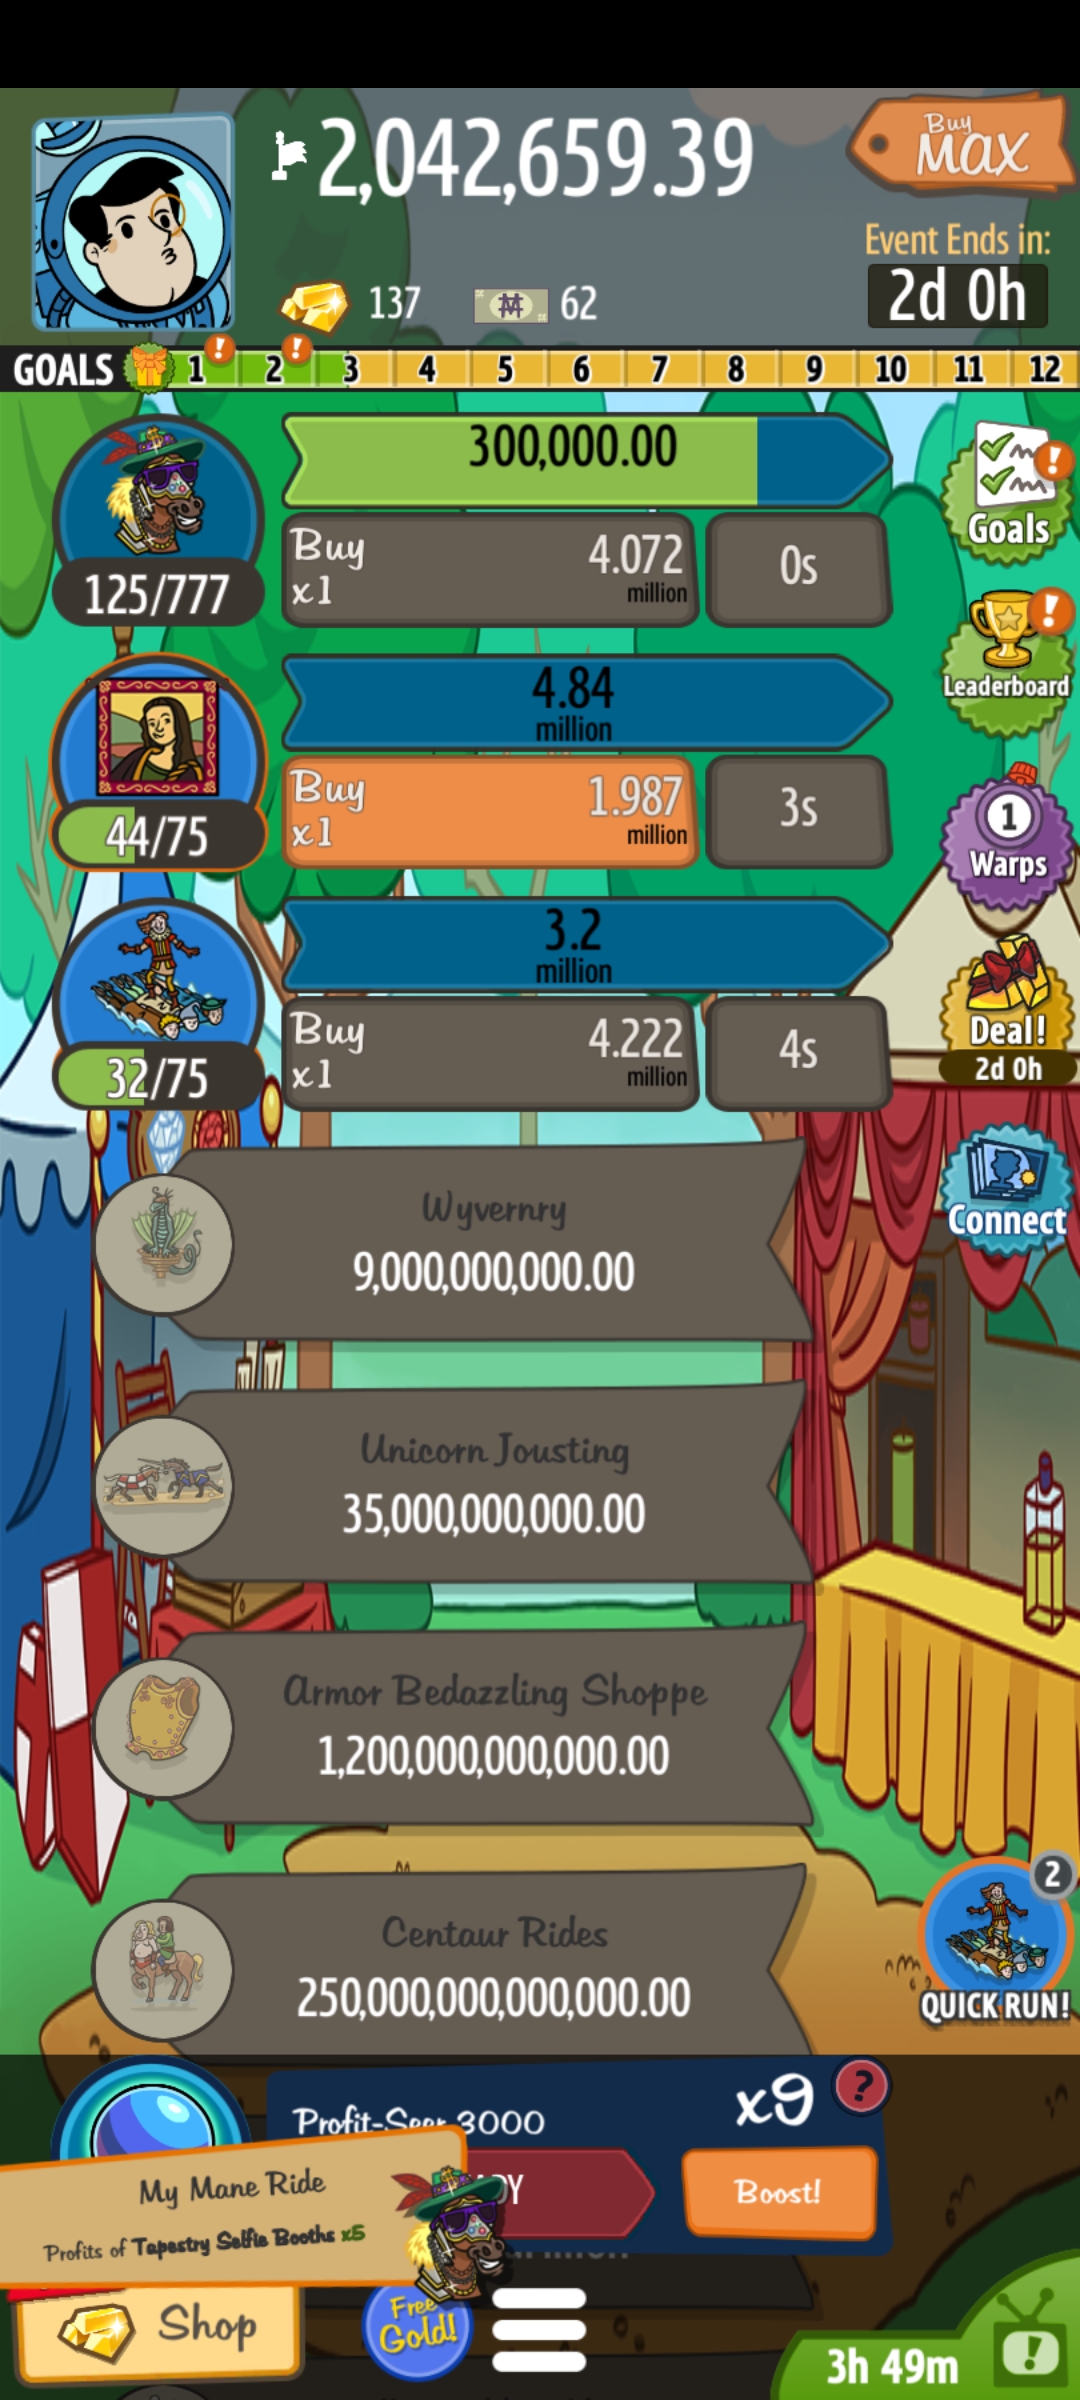 2,042,659.39
Buy
MAX
Event Ends in:
2d 0h
137
62
GOALS 1 ! 2 ! 3 4 5 6 7 8 9 10 11 12
300,000.00
Buy
x1
4.072
million
0s
125/777
!
Goals
4.84
million
Buy
x1
1.987
million
3s
44/75
!
Leaderboard
1
Warps
3.2
million
Buy
x1
4.222
million
4s
32/75
Deal!
2d 0h
Connect
Wyvernry
9,000,000,000.00
Unicorn Jousting
35,000,000,000.00
Armor Bedazzling Shoppe
1,200,000,000,000.00
Centaur Rides
250,000,000,000,000.00
2
QUICK RUN!
Profit-Seer 3000
x9
?
Boost!
My Mane Ride
Profits of Tapestry Selfie Booths x5
Shop
Free
Gold!
3h 49m
!